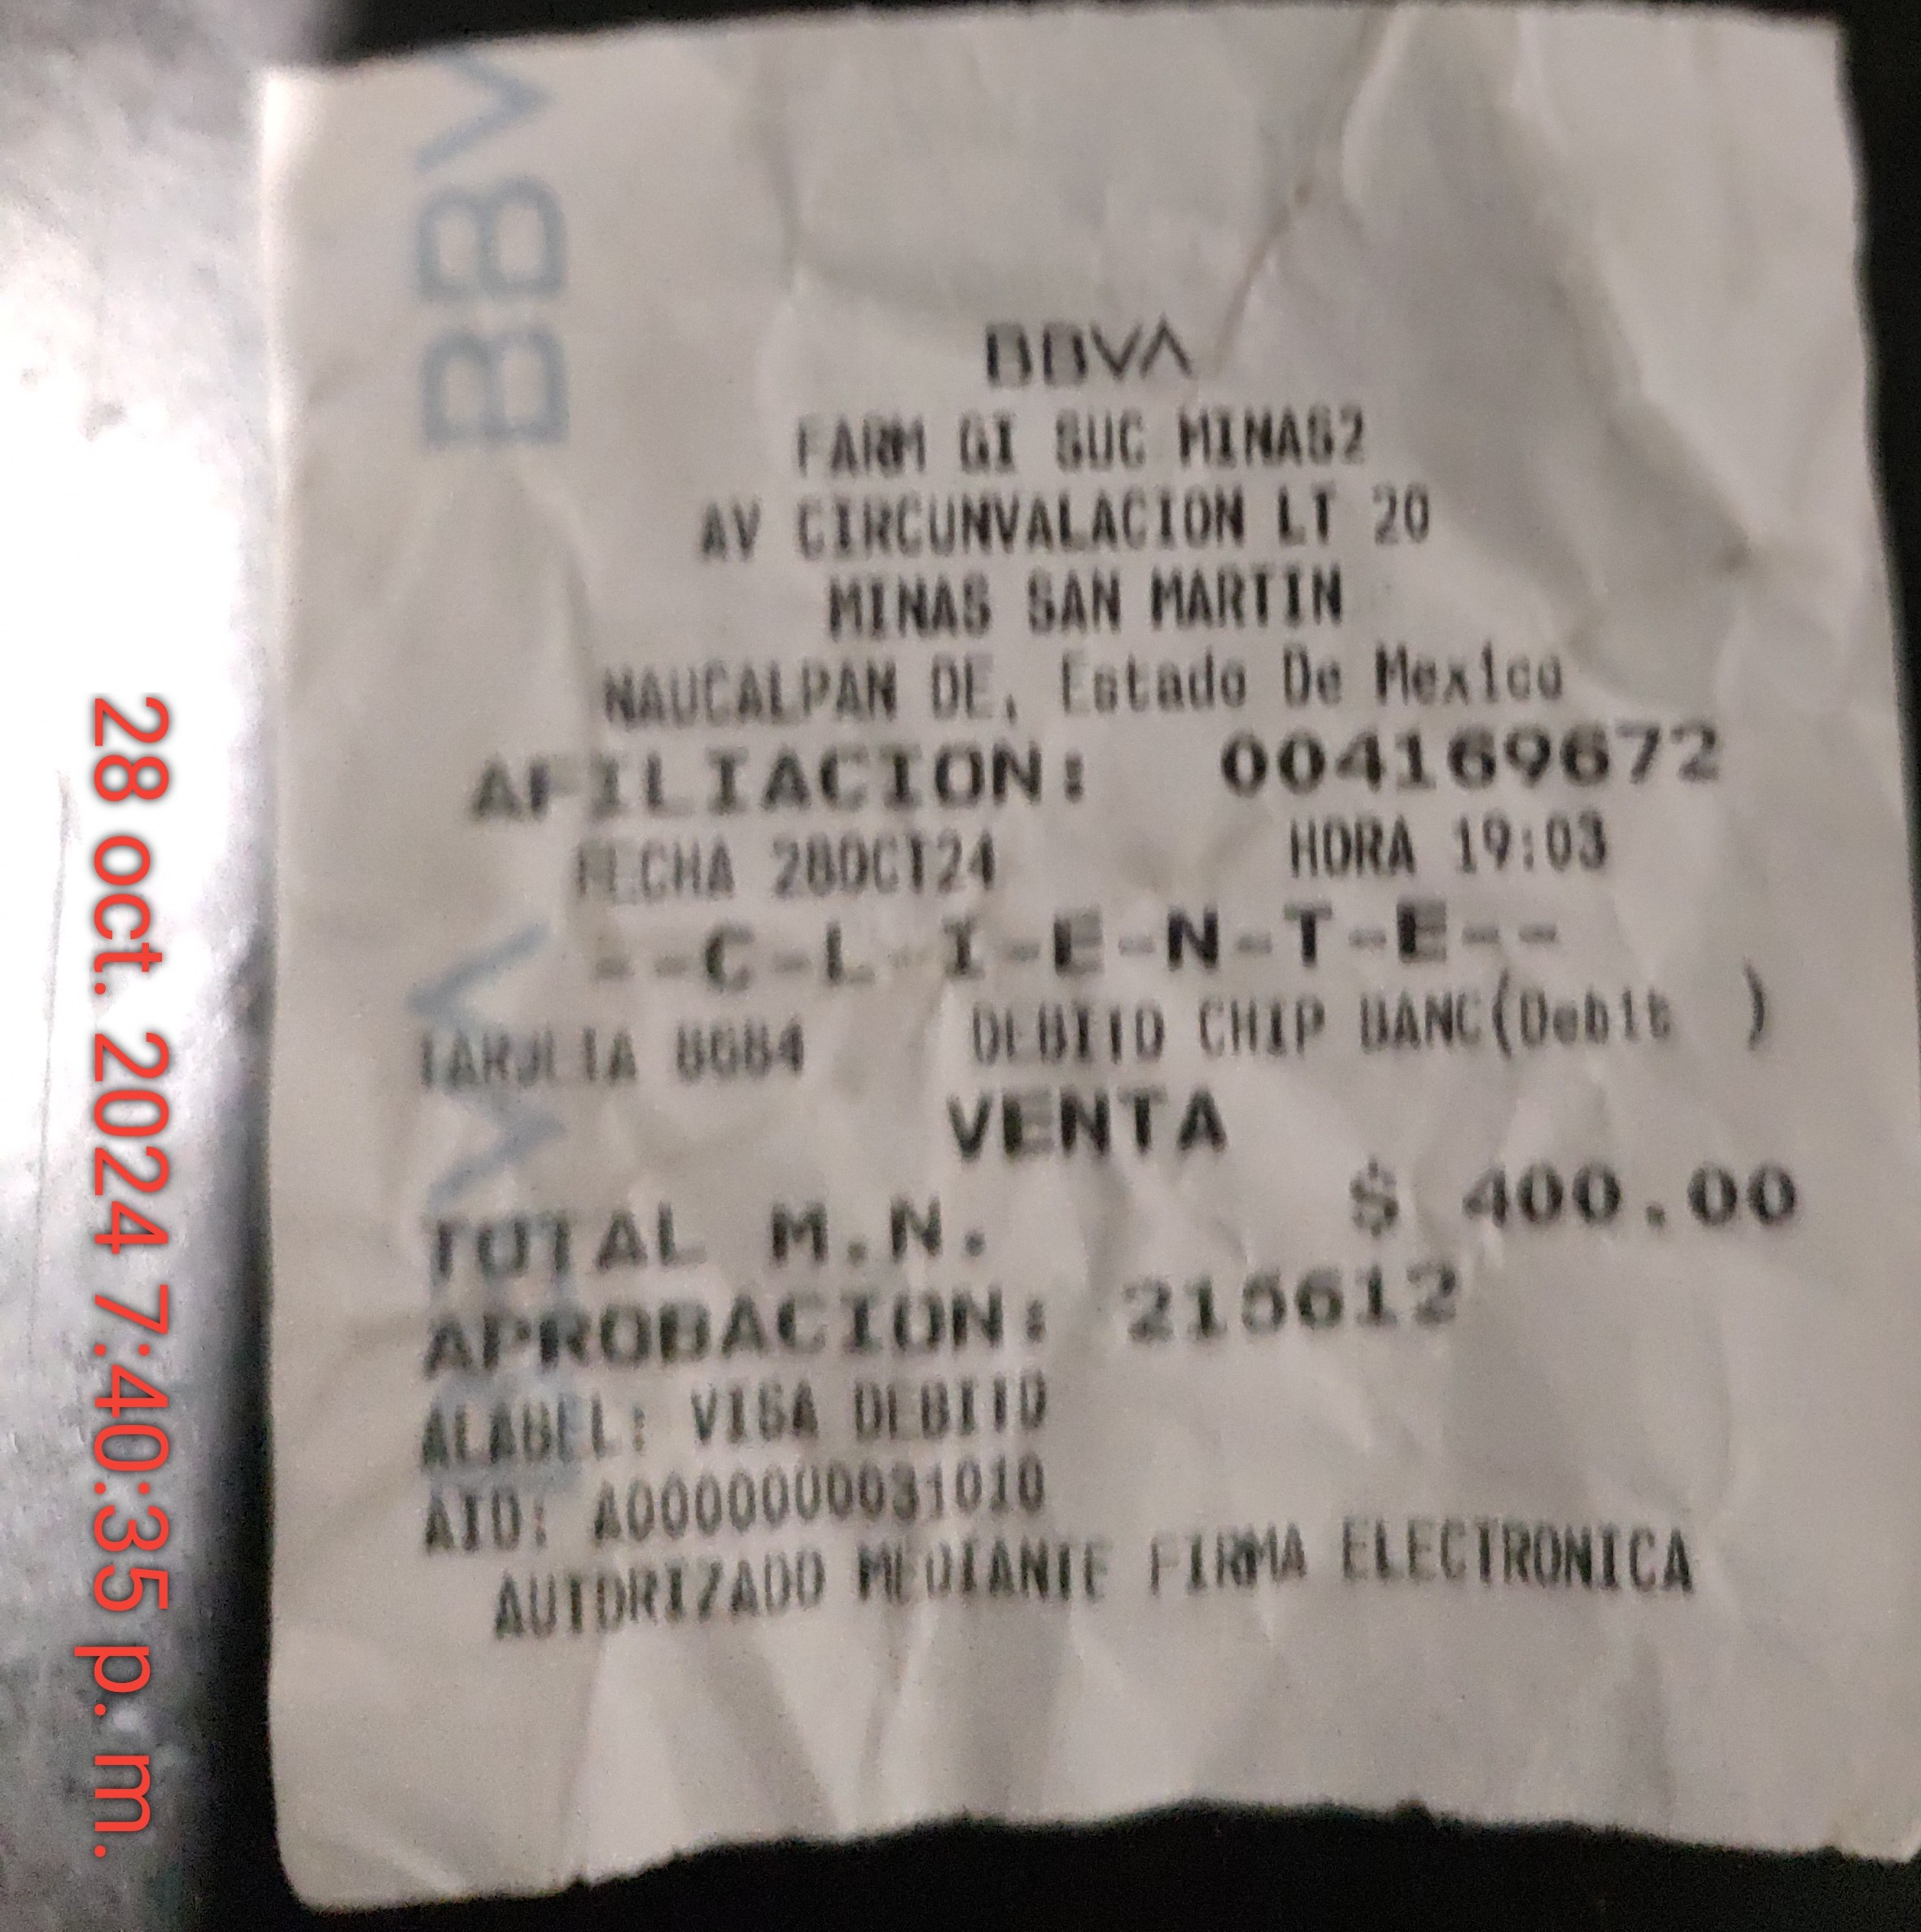 BBVA
FARM GI SUC MINAS2
AV CIRCUNVALACION LT 20
MINAS SAN MARTIN
NAUCALPAN DE, Estado De Mexico
AFILIACION: 004169672
FECHA 28OCT24 HORA 19:03
--C-L-I-E-N-T-E--
TARJETA DEBITO CHIP BANC(Debit )
VENTA
TOTAL M.N. $ 400.00
APROBACION: 215612
ALABEL: VISA DEBITO
AID: A0000000031010
AUTORIZADO MEDIANTE FIRMA ELECTRONICA
BBV
28 oct. 2024 7:40:35 p. m.